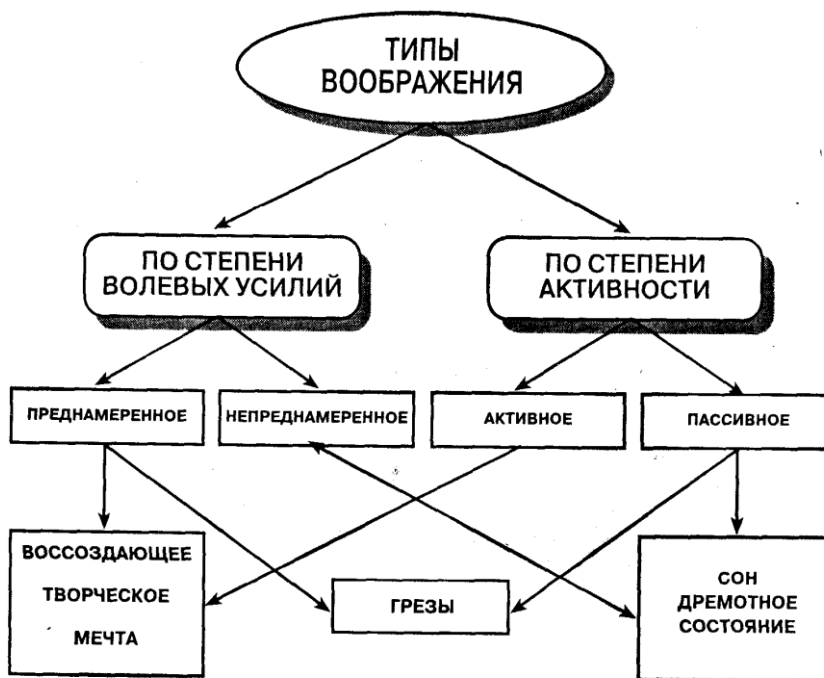 ТИПЫ
ВООБРАЖЕНИЯ
ПО СТЕПЕНИ
ВОЛЕВЫХ УСИЛИЙ
ПО СТЕПЕНИ
АКТИВНОСТИ
ПРЕДНАМЕРЕННОЕ
НЕПРЕДНАМЕРЕННОЕ
АКТИВНОЕ
ПАССИВНОЕ
ВОССОЗДАЮЩЕЕ
ТВОРЧЕСКОЕ
МЕЧТА
ГРЕЗЫ
СОН
ДРЕМОТНОЕ
СОСТОЯНИЕ